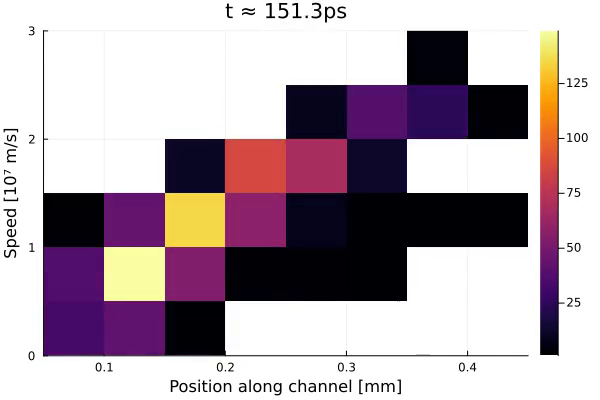 t ≈ 151.3ps
3
2
1
0
Speed [10⁷ m/s]
0.1 0.2 0.3 0.4
Position along channel [mm]
125
100
75
50
25